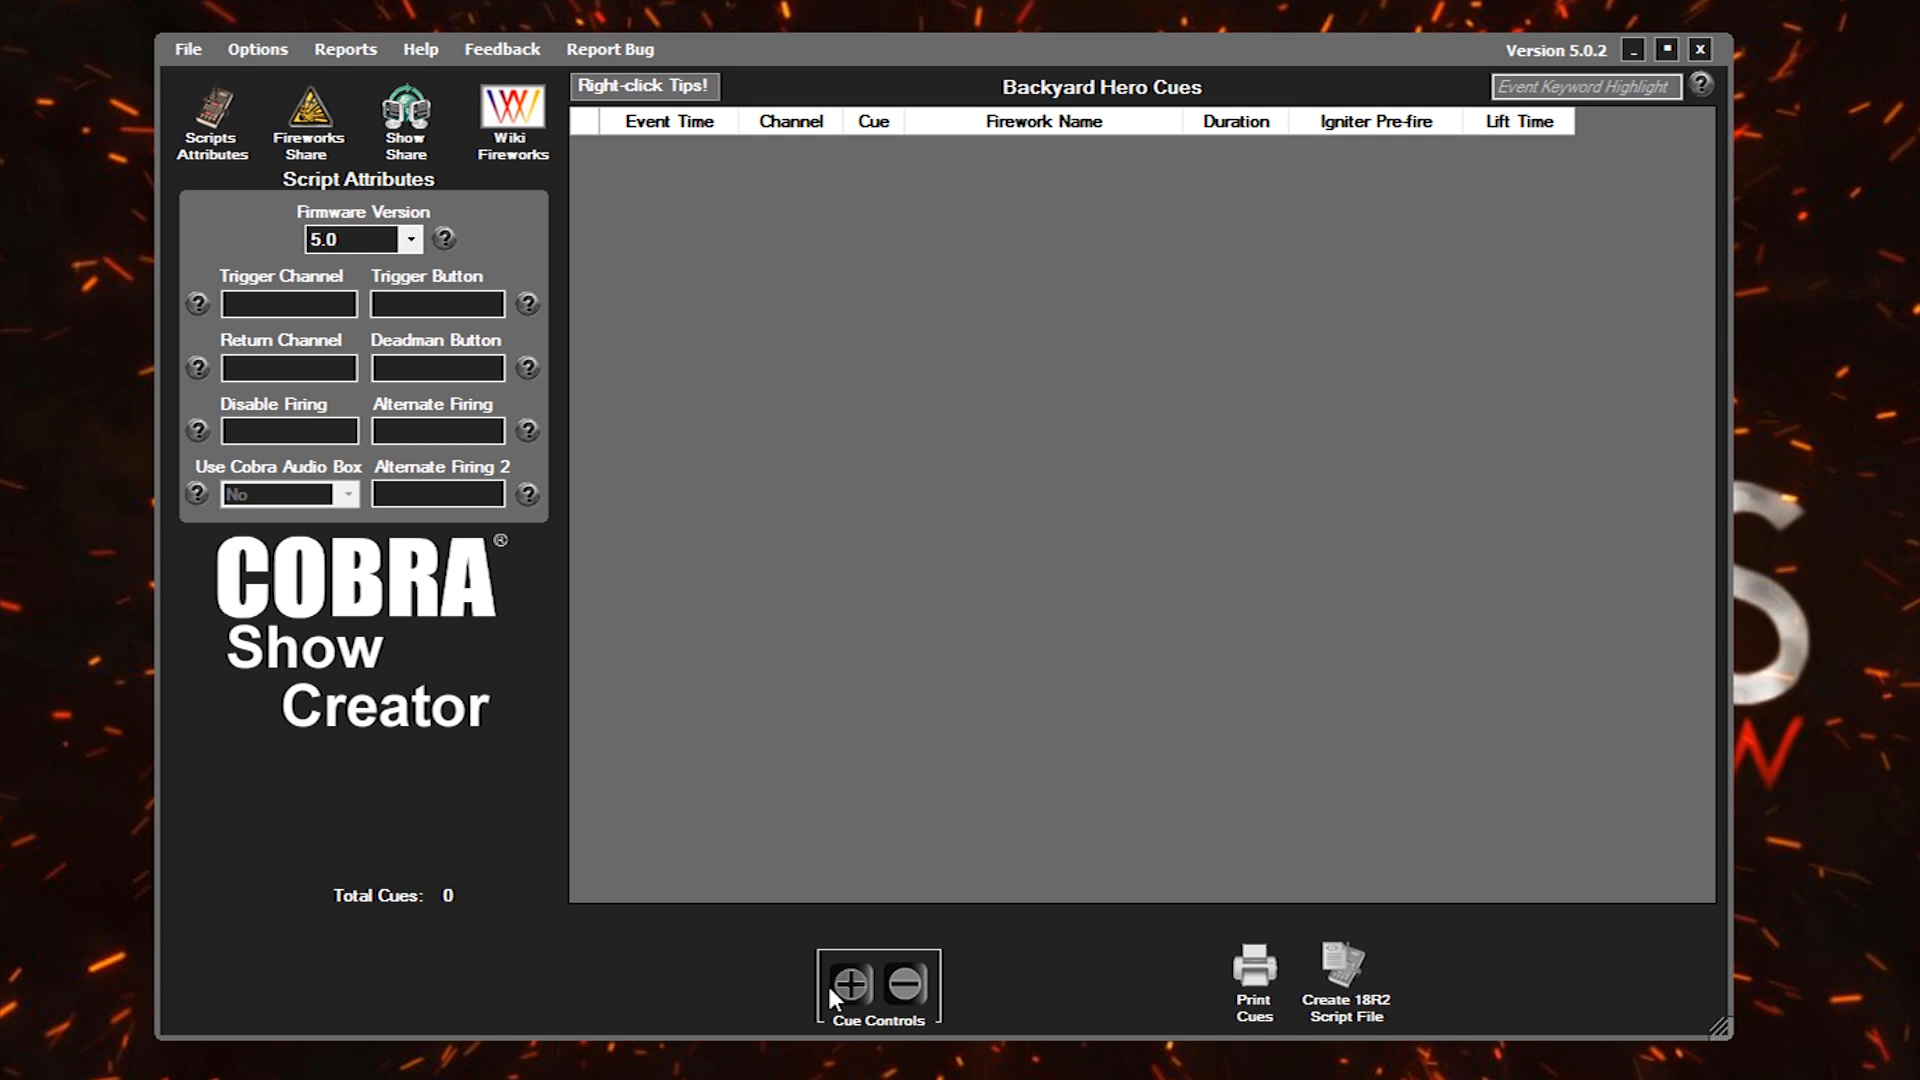 File Options Reports Help Feedback Report Bug Version 5.0.2
Scripts Attributes
Fireworks Share
Show Share
Wiki Fireworks
Right-click Tips!
Backyard Hero Cues
Event Keyword Highlight
Event Time Channel Cue Firework Name Duration Igniter Pre-fire Lift Time
Script Attributes
Firmware Version
5.0
Trigger Channel Trigger Button
Return Channel Deadman Button
Disable Firing Alternate Firing
Use Cobra Audio Box Alternate Firing 2
No
COBRA®
Show
Creator
Total Cues: 0
Cue Controls
Print
Cues
Create 18R2
Script File
S
W